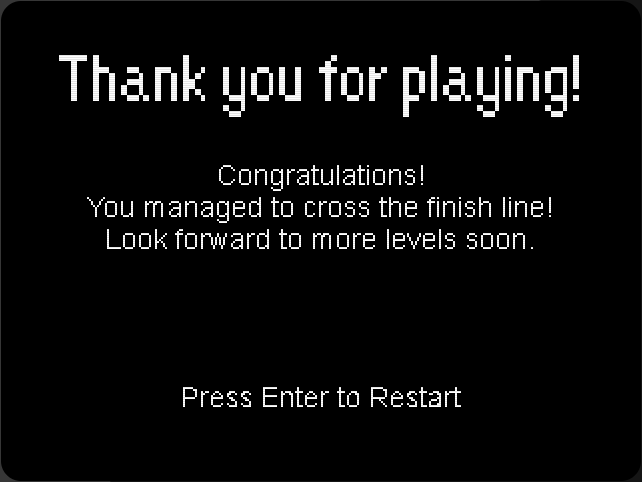 Thank you for playing!
Congratulations!
You managed to cross the finish line!
Look forward to more levels soon.
Press Enter to Restart